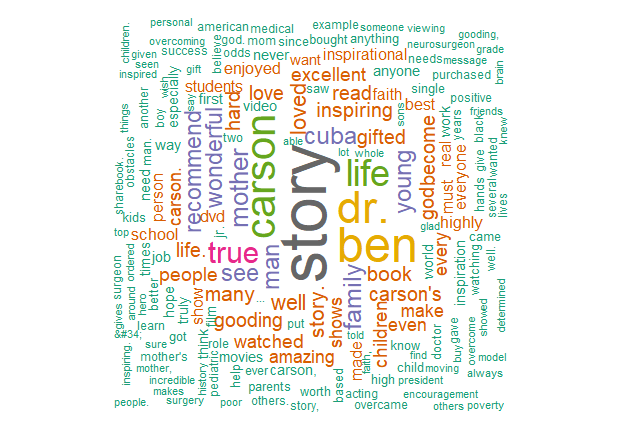 story
carson
ben
dr.
life
true
family
mother
cuba
man
young
see
wonderful
recommend
loved
read
inspiring
excellent
gifted
god
become
book
carson's
children
many
well
story.
shows
gooding
watched
amazing
people
life.
hard
love
students
enjoyed
inspirational
faith
best
must
real
everyone
every
highly
make
even
made
show
school
person
carson.
dvd
want
anyone
needs
single
purchased
positive
work
years
black
give
hands
several
wanted
lives
knew
friends
grade
brain
message
neurosurgeon
gooding,
viewing
someone
example
medical
american
personal
children.
overcoming
success
given
seen
inspired
gift
believe
god.
mom
since
bought
anything
odds
never
saw
sons
video
first
two
say
wish
boy
another
especially
way
things
obstacles
need
man.
sharebook.
kids
top
jr.
able
lot
whole
glad
came
world
inspiration
watching
well.
determined
showed
overcome
gave
buy
doctor
know
find
child
moving
model
always
president
high
encouragement
others
poverty
overcame
acting
based
told
faith,
put
...
film
role
think
movies
help
ever
carson,
parents
worth
others.
story,
poor
pediatric
history
surgery
makes
incredible
mother,
mother's
got
sure
learn
&#34;
inspiring.
people.
gives
surgeon
around
ordered
hero
better
times
job
hope
truly